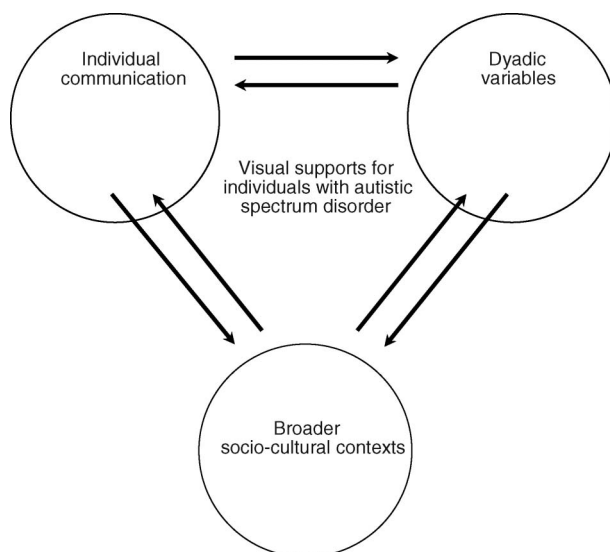 Individual
communication
Dyadic
variables
Visual supports for
individuals with autistic
spectrum disorder
Broader
socio-cultural contexts